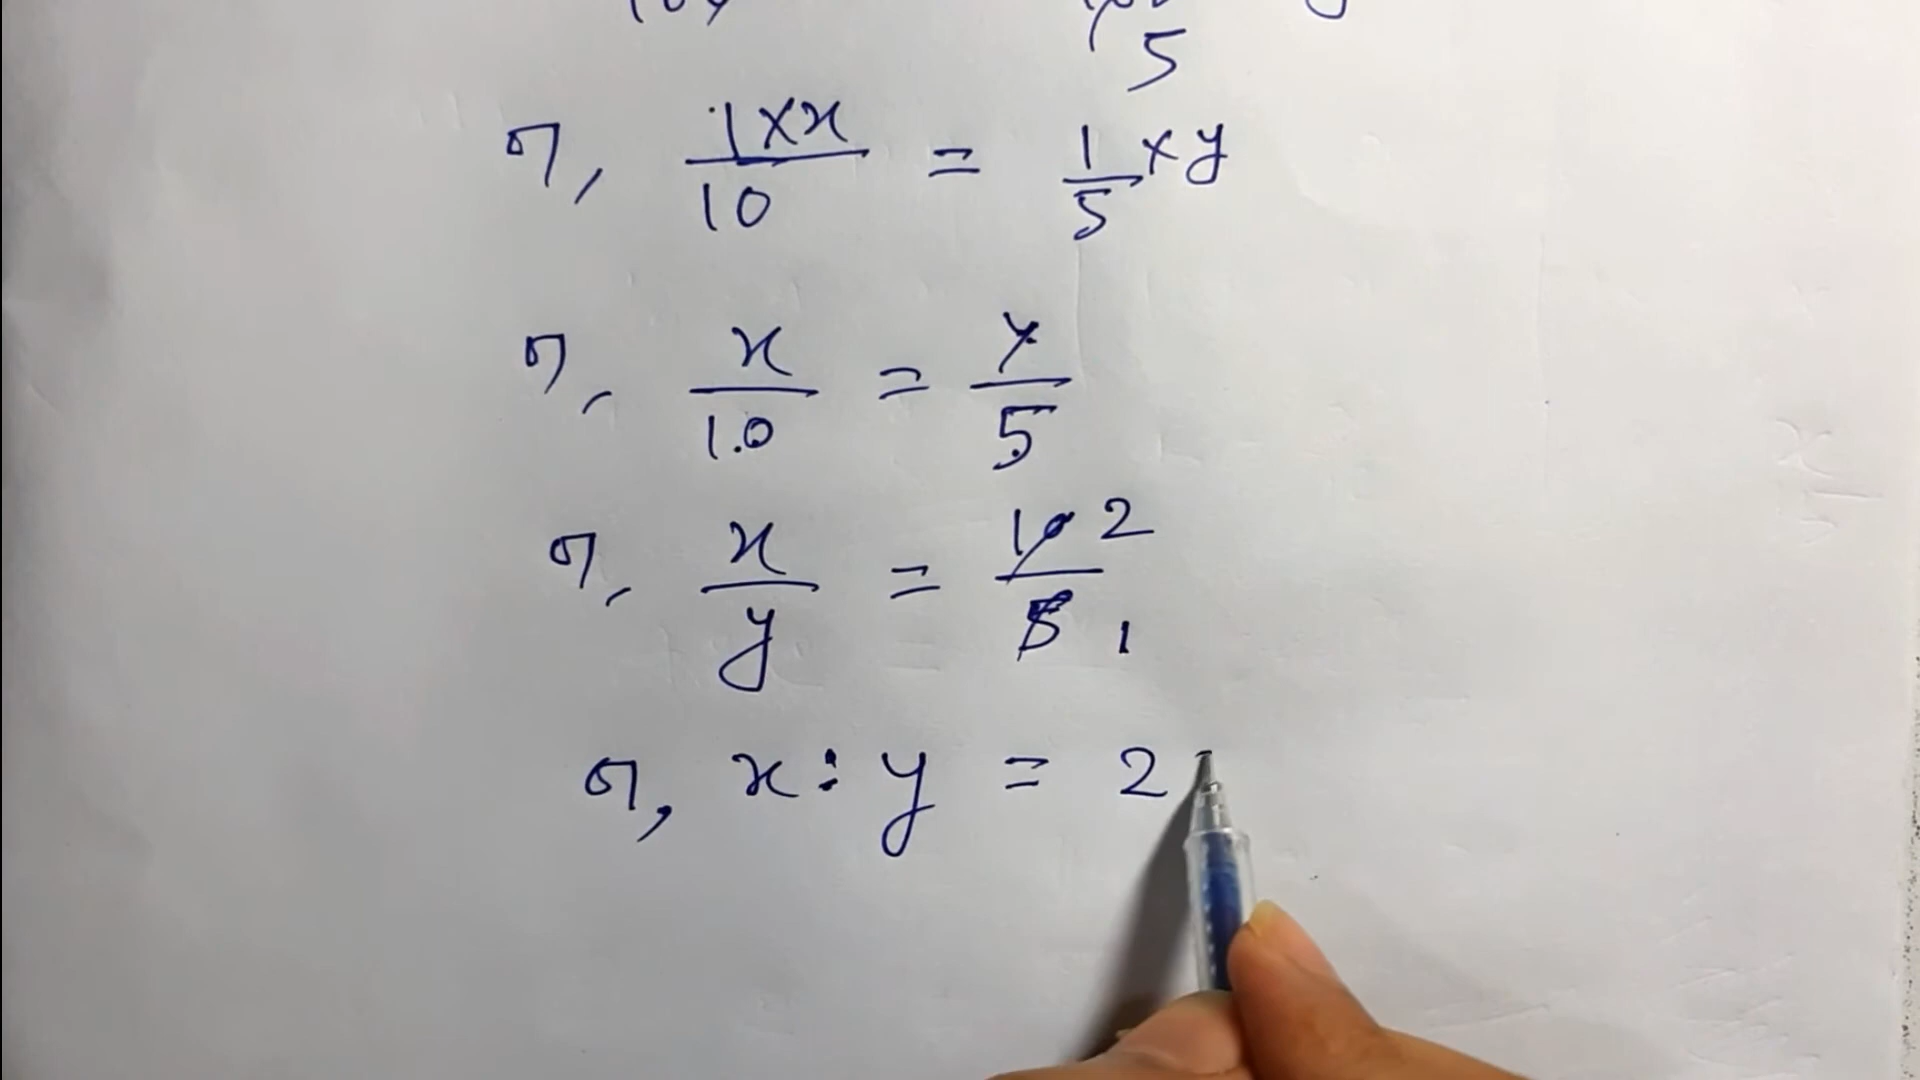 5
বা, 1×x/10 = 1/5 × y
বা, x/10 = y/5
বা, x/y = 10 2/5 1
বা, x : y = 2